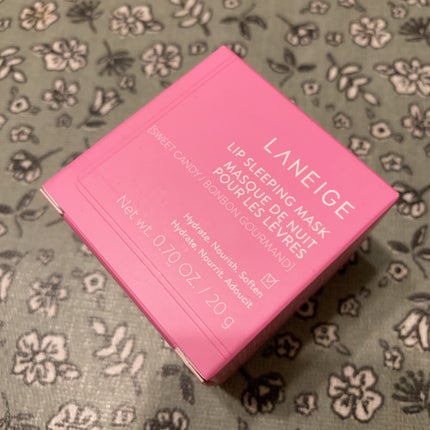 LANEIGE
LIP SLEEPING MASK
MASQUE DE NUIT
POUR LES LÈVRES
[SWEET CANDY / BONBON GOURMAND]
Hydrate, Nourish, Soften
Hydrate, Nourrit, Adoucit
Net wt. 0.70 OZ. / 20 g